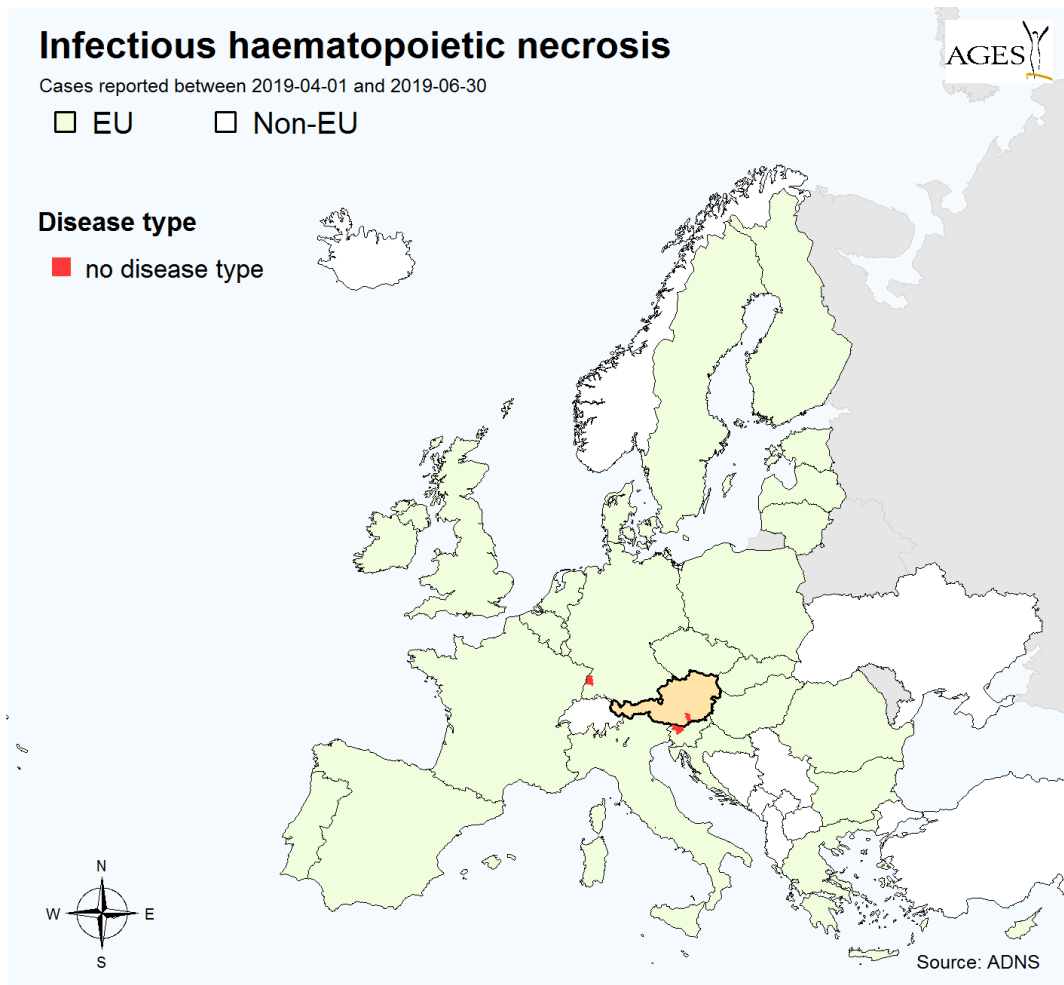 Infectious haematopoietic necrosis
Cases reported between 2019-04-01 and 2019-06-30
EU Non-EU
AGES
Disease type
no disease type
N
W E
S
Source: ADNS